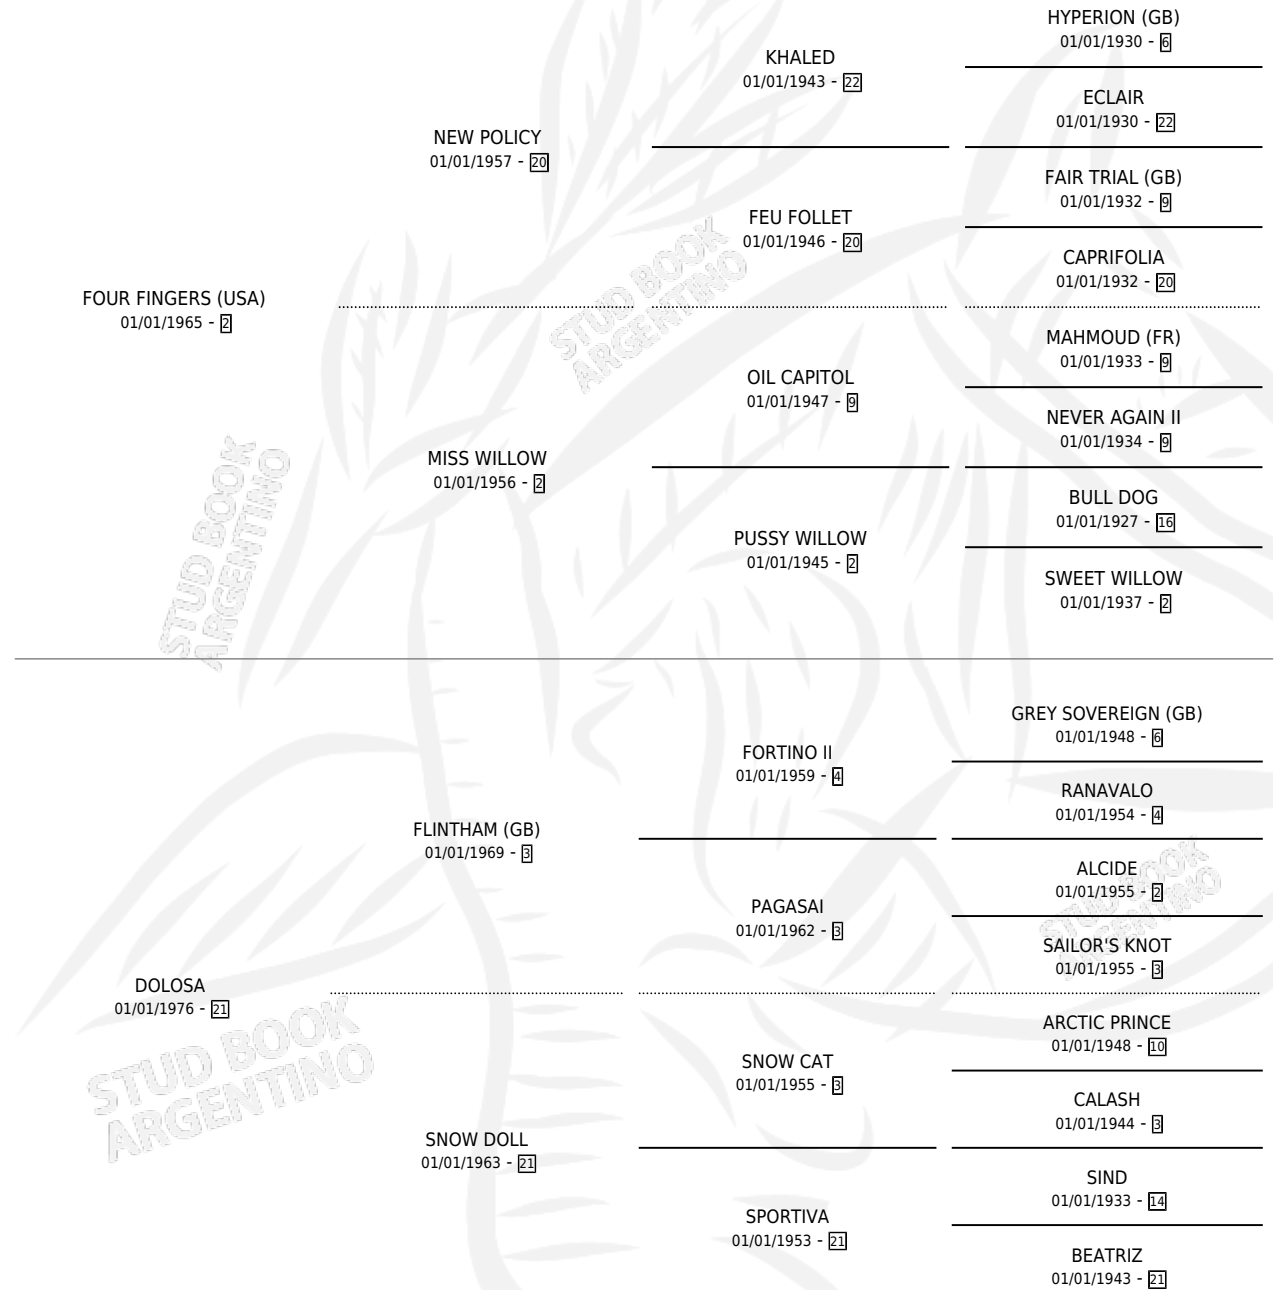 HYPERION (GB)
01/01/1930 - 6
KHALED
01/01/1943 - 22
ECLAIR
01/01/1930 - 22
NEW POLICY
01/01/1957 - 20
FAIR TRIAL (GB)
01/01/1932 - 9
FEU FOLLET
01/01/1946 - 20
CAPRIFOLIA
01/01/1932 - 20
FOUR FINGERS (USA)
01/01/1965 - 2
MAHMOUD (FR)
01/01/1933 - 9
OIL CAPITOL
01/01/1947 - 9
NEVER AGAIN II
01/01/1934 - 9
MISS WILLOW
01/01/1956 - 2
BULL DOG
01/01/1927 - 16
PUSSY WILLOW
01/01/1945 - 2
SWEET WILLOW
01/01/1937 - 2
STUD BOOK
ARGENTINO
STUD BOOK
ARGENTINO
GREY SOVEREIGN (GB)
01/01/1948 - 6
FORTINO II
01/01/1959 - 4
RANAVALO
01/01/1954 - 4
FLINTHAM (GB)
01/01/1969 - 3
ALCIDE
01/01/1955 - 2
PAGASAI
01/01/1962 - 3
SAILOR'S KNOT
01/01/1955 - 3
DOLOSA
01/01/1976 - 21
ARCTIC PRINCE
01/01/1948 - 10
SNOW CAT
01/01/1955 - 3
CALASH
01/01/1944 - 3
SNOW DOLL
01/01/1963 - 21
SIND
01/01/1933 - 14
SPORTIVA
01/01/1953 - 21
BEATRIZ
01/01/1943 - 21
STUD BOOK
ARGENTINO
STUD BOOK
ARGENTINO